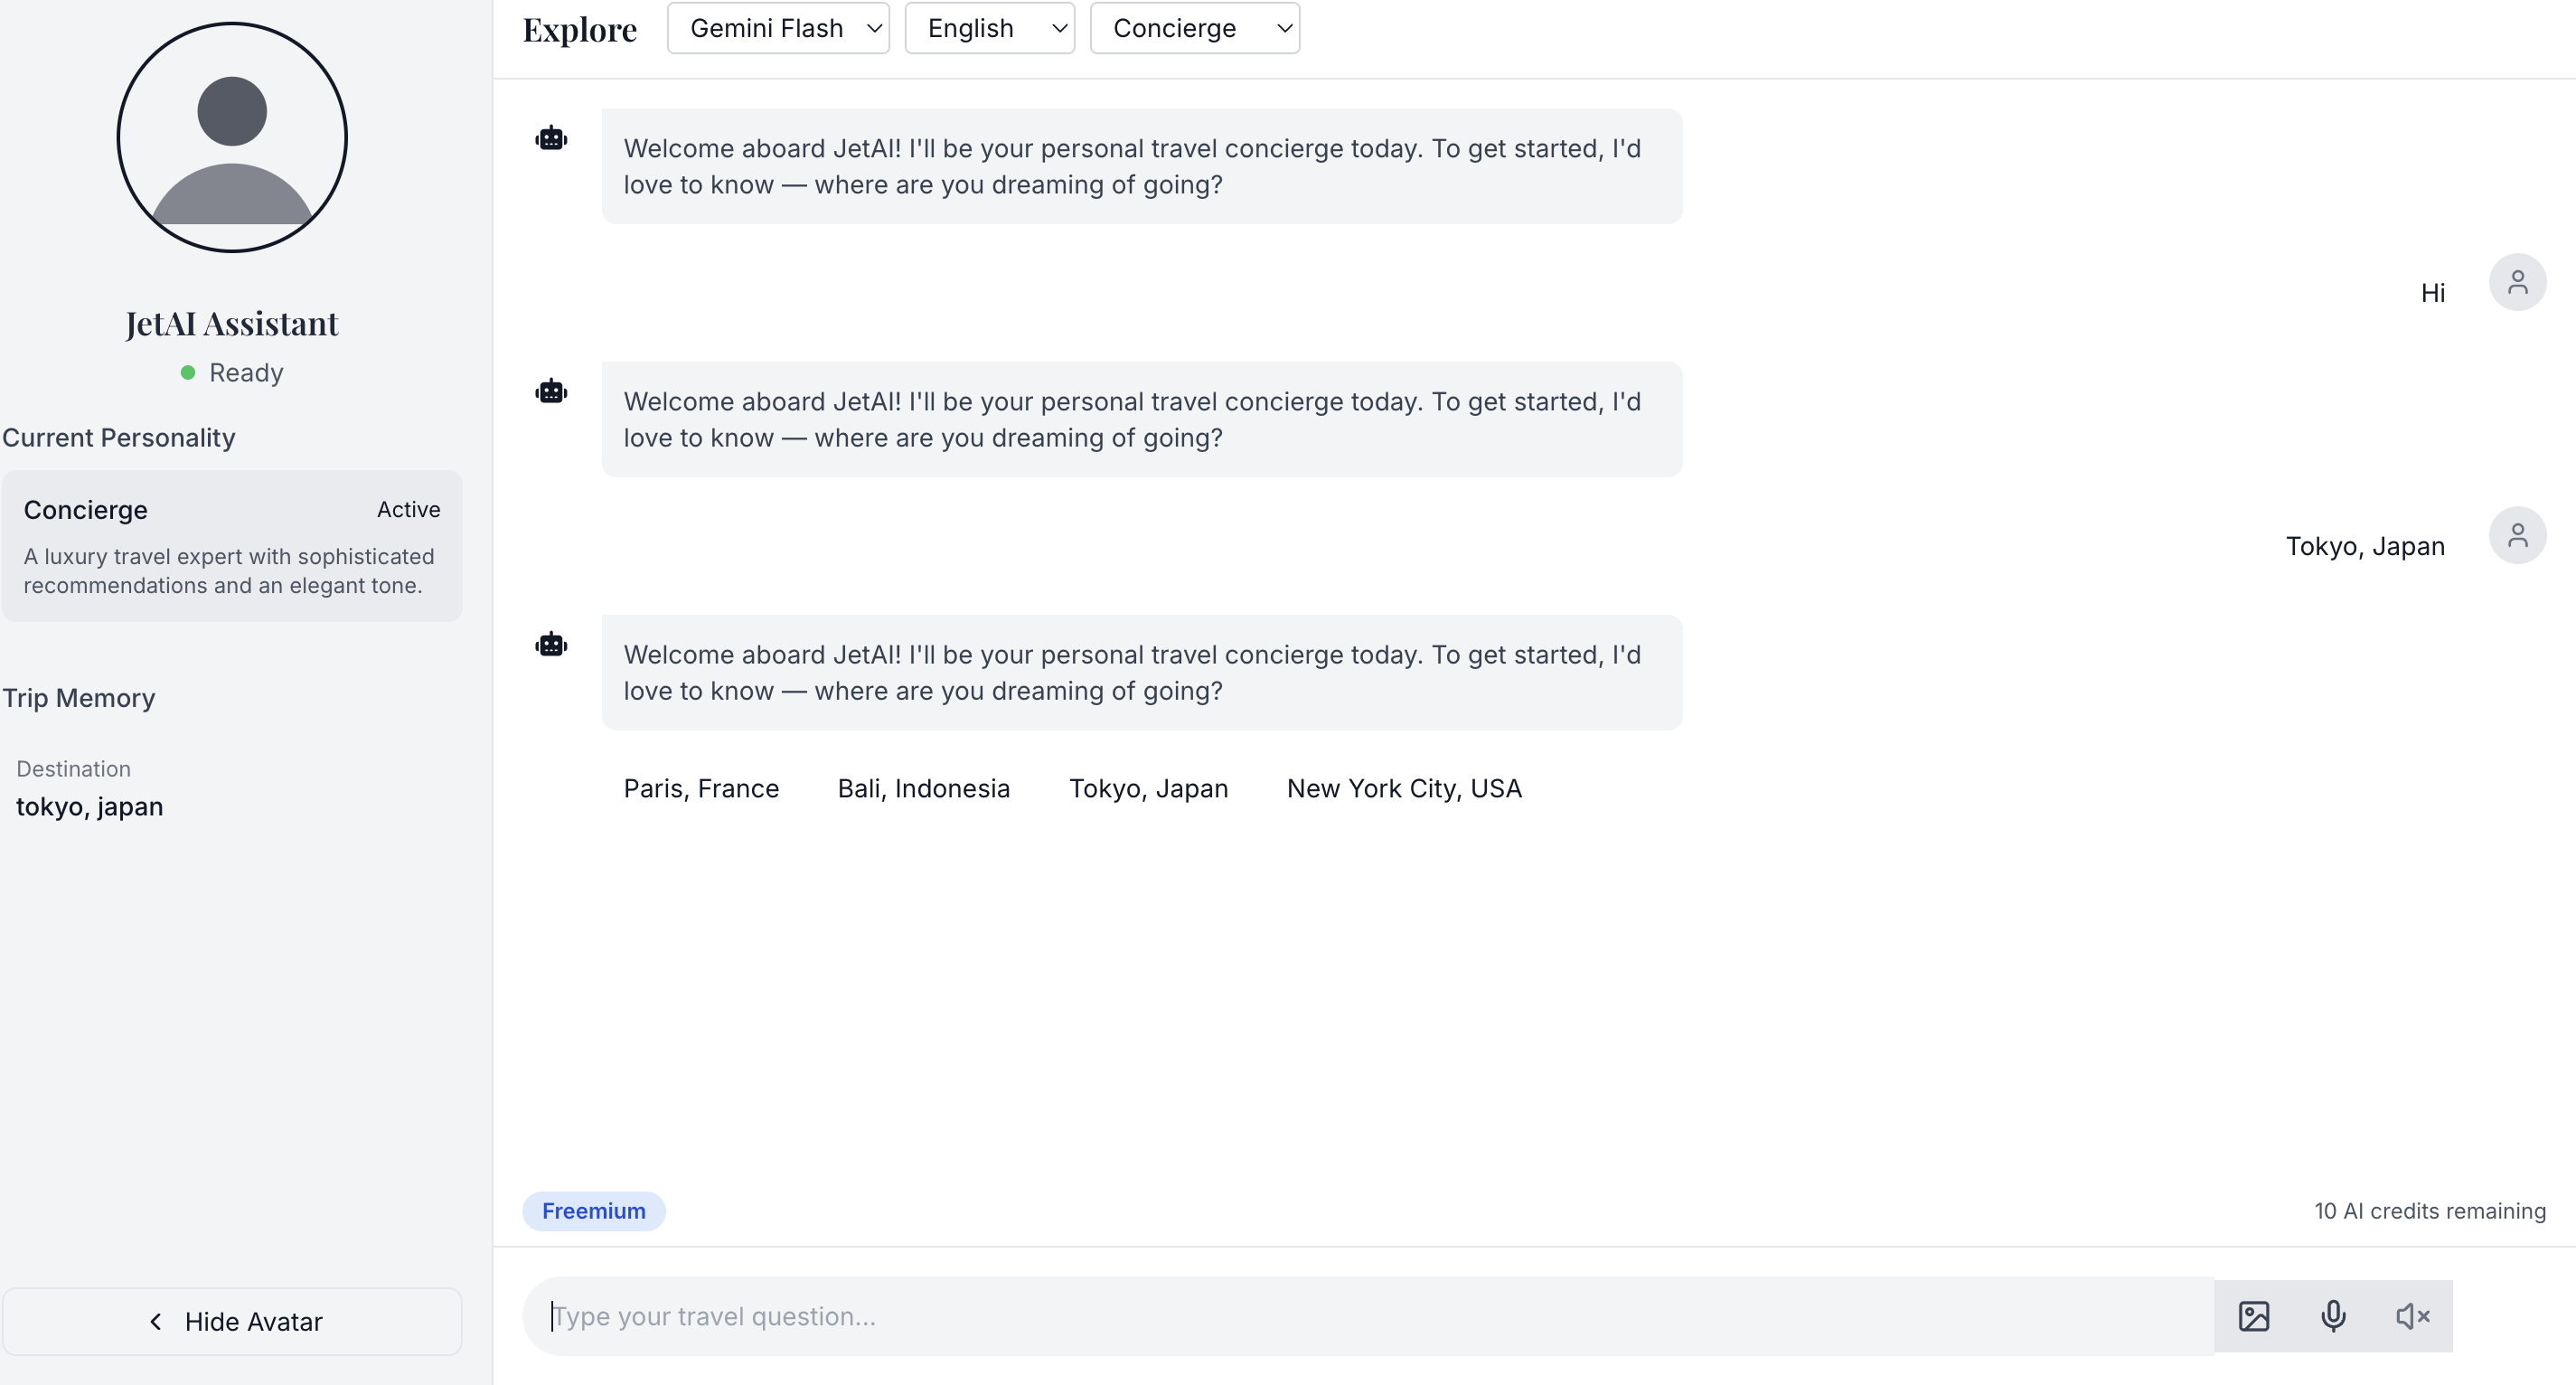 JetAI Assistant
Ready
Current Personality
Concierge Active
A luxury travel expert with sophisticated
recommendations and an elegant tone.
Trip Memory
Destination
tokyo, japan
Hide Avatar
Explore Gemini Flash English Concierge
Welcome aboard JetAI! I'll be your personal travel concierge today. To get started, I'd
love to know — where are you dreaming of going?
Hi
Welcome aboard JetAI! I'll be your personal travel concierge today. To get started, I'd
love to know — where are you dreaming of going?
Tokyo, Japan
Welcome aboard JetAI! I'll be your personal travel concierge today. To get started, I'd
love to know — where are you dreaming of going?
Paris, France Bali, Indonesia Tokyo, Japan New York City, USA
Freemium 10 AI credits remaining
Type your travel question...